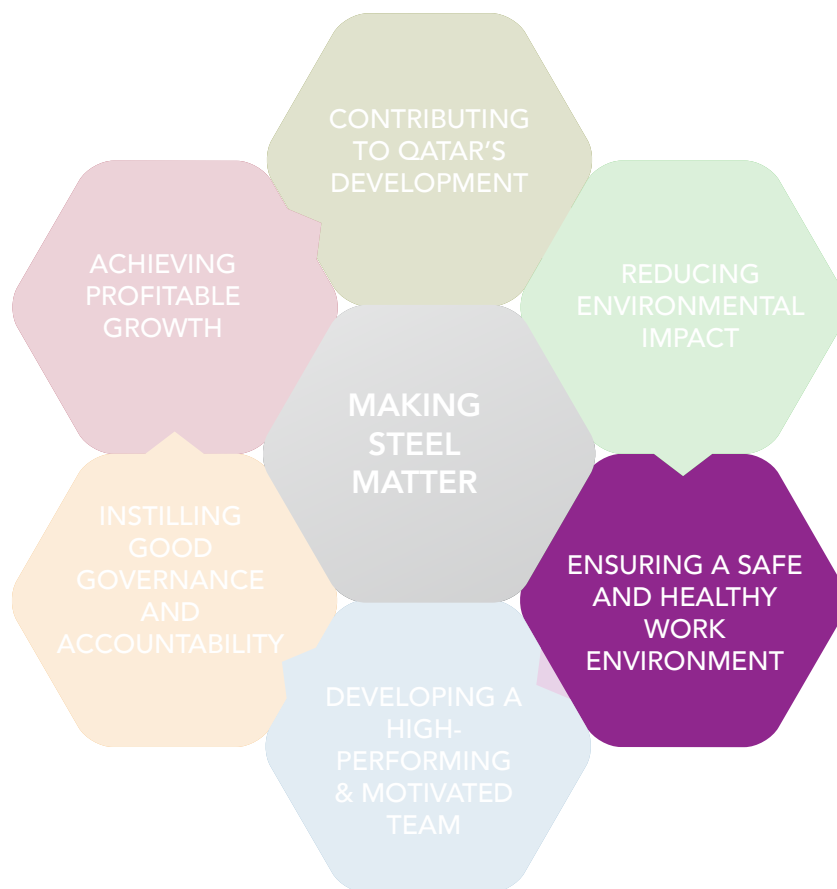 CONTRIBUTING
TO QATAR'S
DEVELOPMENT
ACHIEVING
PROFITABLE
GROWTH
REDUCING
ENVIRONMENTAL
IMPACT
MAKING
STEEL
MATTER
INSTILLING
GOOD
GOVERNANCE
AND
ACCOUNTABILITY
ENSURING A SAFE
AND HEALTHY
WORK
ENVIRONMENT
DEVELOPING A
HIGH-
PERFORMING
& MOTIVATED
TEAM